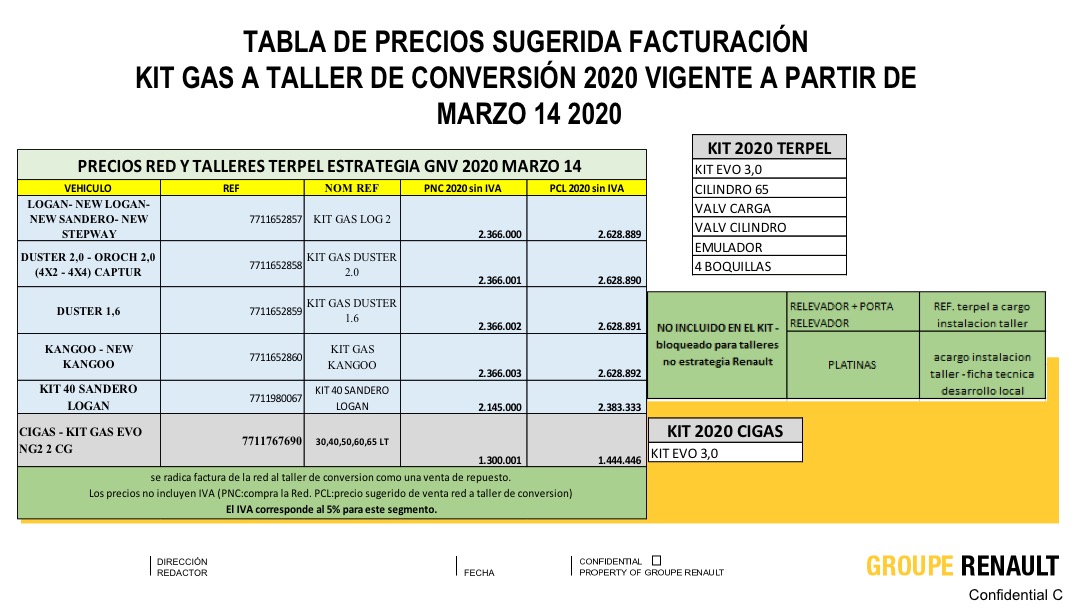 TABLA DE PRECIOS SUGERIDA FACTURACIÓN
KIT GAS A TALLER DE CONVERSIÓN 2020 VIGENTE A PARTIR DE
MARZO 14 2020
PRECIOS RED Y TALLERES TERPEL ESTRATEGIA GNV 2020 MARZO 14
VEHICULO REF NOM REF PNC 2020 sin IVA PCL 2020 sin IVA
LOGAN- NEW LOGAN-
NEW SANDERO- NEW
STEPWAY
7711652857 KIT GAS LOG 2 2.366.000 2.628.889
DUSTER 2,0 - OROCH 2,0
(4X2 - 4X4) CAPTUR
7711652858
KIT GAS DUSTER
2.0
2.366.001 2.628.890
DUSTER 1,6
7711652859
KIT GAS DUSTER
1.6
2.366.002 2.628.891
KANGOO - NEW
KANGOO
7711652860
KIT GAS
KANGOO
2.366.003 2.628.892
KIT 40 SANDERO
LOGAN
7711980067
KIT 40 SANDERO
LOGAN
2.145.000 2.383.333
CIGAS - KIT GAS EVO
NG2 2 CG
7711767690 30,40,50,60,65 LT 1.300.001 1.444.446
se radica factura de la red al taller de conversion como una venta de repuesto.
Los precios no incluyen IVA (PNC:compra la Red. PCL:precio sugerido de venta red a taller de conversion)
El IVA corresponde al 5% para este segmento.
KIT 2020 TERPEL
KIT EVO 3,0
CILINDRO 65
VALV CARGA
VALV CILINDRO
EMULADOR
4 BOQUILLAS
NO INCLUIDO EN EL KIT -
bloqueado para talleres
no estrategia Renault
RELEVADOR + PORTA
RELEVADOR
REF. terpel a cargo
instalacion taller
PLATINAS
acargo instalacion
taller - ficha tecnica
desarrollo local
KIT 2020 CIGAS
KIT EVO 3,0
DIRECCIÓN
REDACTOR
FECHA
CONFIDENTIAL
PROPERTY OF GROUPE RENAULT
GROUPE RENAULT
Confidential C